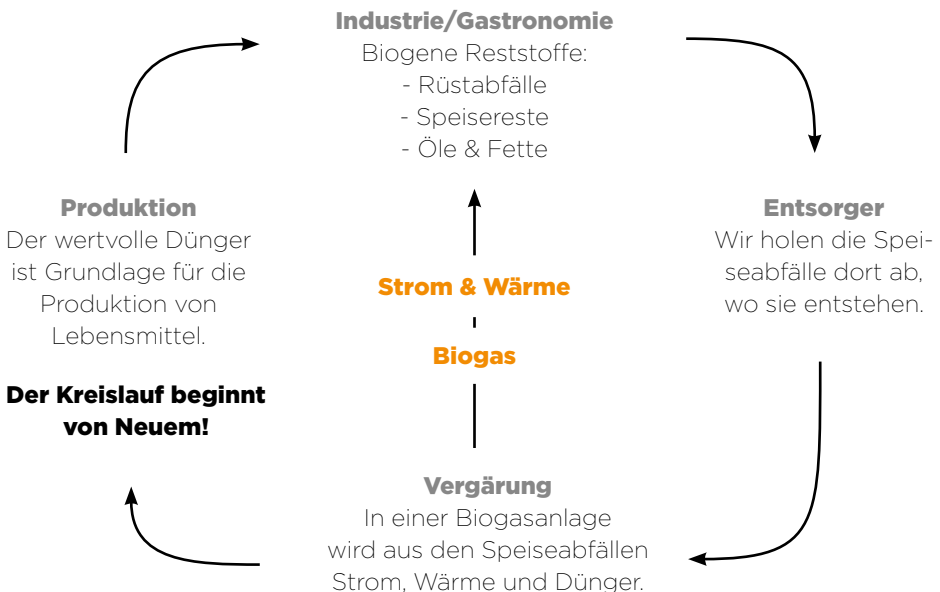 Industrie/Gastronomie
Biogene Reststoffe:
- Rüstabfälle
- Speisereste
- Öle & Fette
Entsorger
Wir holen die Spei-
seabfälle dort ab,
wo sie entstehen.
Vergärung
In einer Biogasanlage
wird aus den Speiseabfällen
Strom, Wärme und Dünger.
Biogas
Strom & Wärme
Produktion
Der wertvolle Dünger
ist Grundlage für die
Produktion von
Lebensmittel.
Der Kreislauf beginnt
von Neuem!